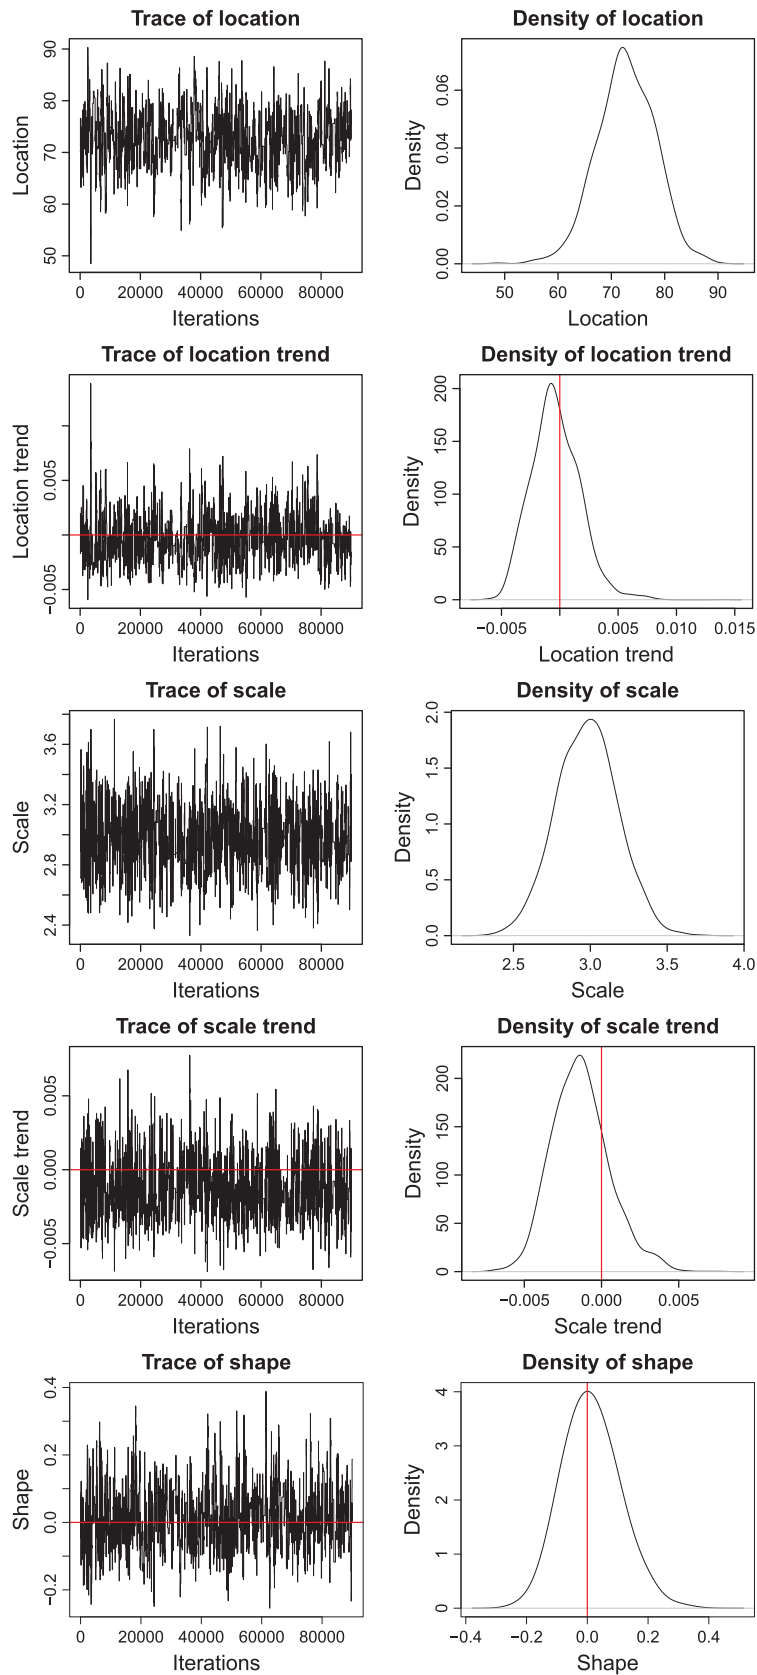 Trace of location
Density of location
Location
90
80
70
60
50
0 20000 40000 60000 80000
Iterations
Density
0.06
0.04
0.02
0.00
50 60 70 80 90
Location
Trace of location trend
Density of location trend
Location trend
0.005
−0.005
0 20000 40000 60000 80000
Iterations
Density
200
150
100
50
0
−0.005 0.005 0.010 0.015
Location trend
Trace of scale
Density of scale
Scale
3.6
3.2
2.8
2.4
0 20000 40000 60000 80000
Iterations
Density
2.0
1.5
1.0
0.5
0.0
2.5 3.0 3.5 4.0
Scale
Trace of scale trend
Density of scale trend
Scale trend
0.005
0.000
−0.005
0 20000 40000 60000 80000
Iterations
Density
200
150
100
50
0
−0.005 0.000 0.005
Scale trend
Trace of shape
Density of shape
Shape
0.4
0.2
0.0
−0.2
0 20000 40000 60000 80000
Iterations
Density
4
3
2
1
0
−0.4 −0.2 0.0 0.2 0.4
Shape